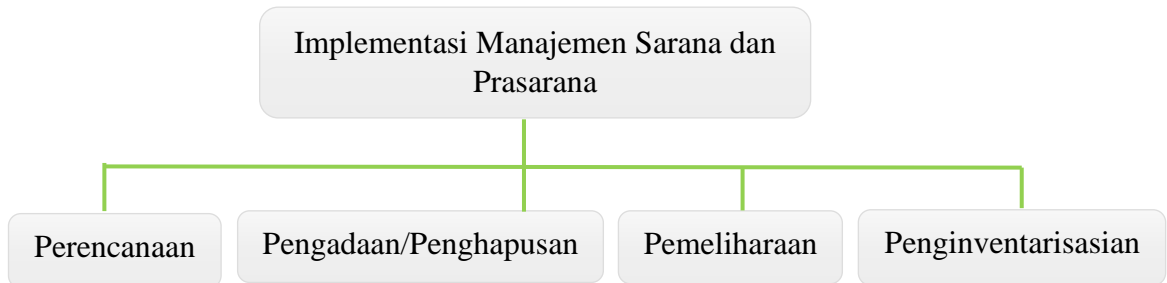 Implementasi Manajemen Sarana dan
Prasarana
Perencanaan
Pengadaan/Penghapusan
Pemeliharaan
Penginventarisasian